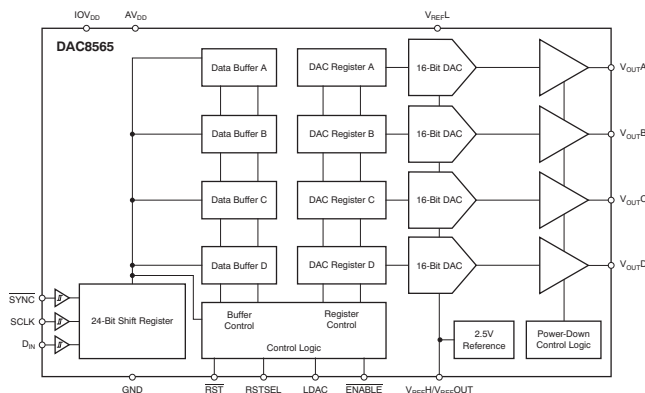 IOVDD AVDD VREFL
DAC8565
Data Buffer A DAC Register A 16-Bit DAC VOUTA
Data Buffer B DAC Register B 16-Bit DAC VOUTB
Data Buffer C DAC Register C 16-Bit DAC VOUTC
Data Buffer D DAC Register D 16-Bit DAC VOUTD
SYNC
SCLK
DIN
24-Bit Shift Register
Buffer
Control
Register
Control
Control Logic
2.5V
Reference
Power-Down
Control Logic
GND RST RSTSEL LDAC ENABLE VREFH/VREFOUT